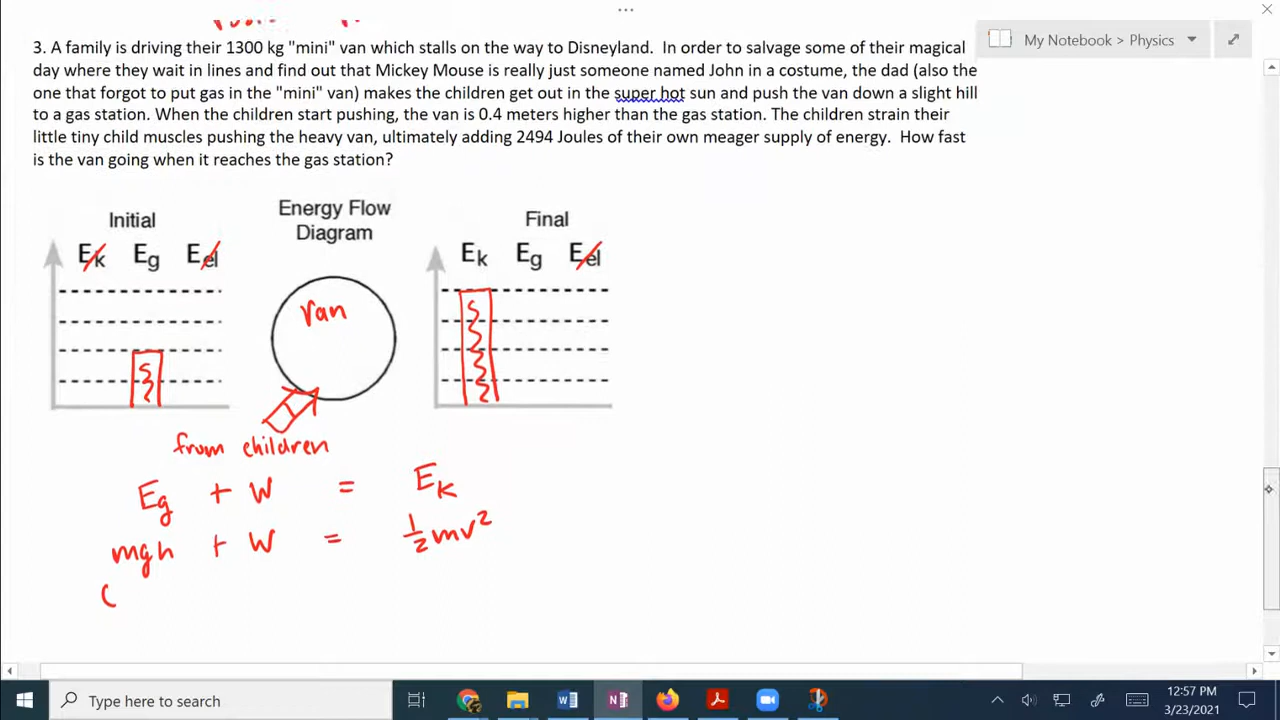 My Notebook > Physics
3. A family is driving their 1300 kg "mini" van which stalls on the way to Disneyland. In order to salvage some of their magical
day where they wait in lines and find out that Mickey Mouse is really just someone named John in a costume, the dad (also the
one that forgot to put gas in the "mini" van) makes the children get out in the super hot sun and push the van down a slight hill
to a gas station. When the children start pushing, the van is 0.4 meters higher than the gas station. The children strain their
little tiny child muscles pushing the heavy van, ultimately adding 2494 Joules of their own meager supply of energy. How fast
is the van going when it reaches the gas station?
Initial
Energy Flow
Diagram
Final
Ek Eg Eel
Ek Eg Eel
van
from children
Eg + W = Ek
mgh + W = 1/2 mv²
(
Type here to search
12:57 PM
3/23/2021